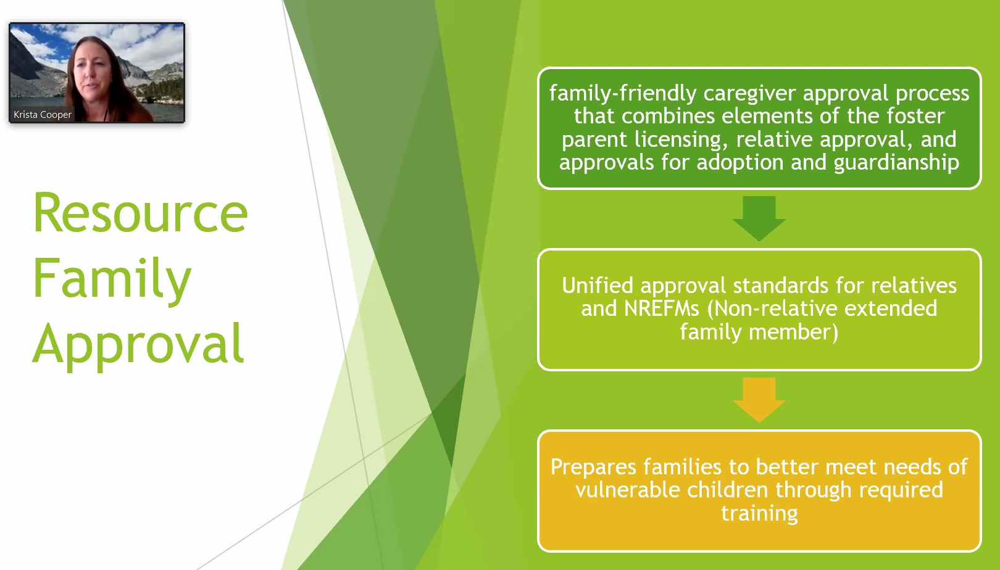 Krista Cooper
Resource
Family
Approval
family-friendly caregiver approval process
that combines elements of the foster
parent licensing, relative approval, and
approvals for adoption and guardianship
Unified approval standards for relatives
and NREFMs (Non-relative extended
family member)
Prepares families to better meet needs of
vulnerable children through required
training